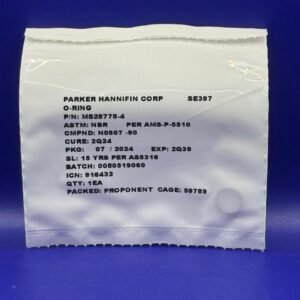 PARKER HANNIFIN CORP SE397
O-RING
P/N: MS28778-4
ASTM: NBR PER AMS-P-5510
CMPND: N0507 -90
CURE: 2Q24
PKG: 07 / 2024 EXP: 2Q39
SL: 15 YRS PER AS5316
BATCH: 0080519060
ICN: 916432
QTY: 1EA
PACKED: PROPONENT CAGE: 59789